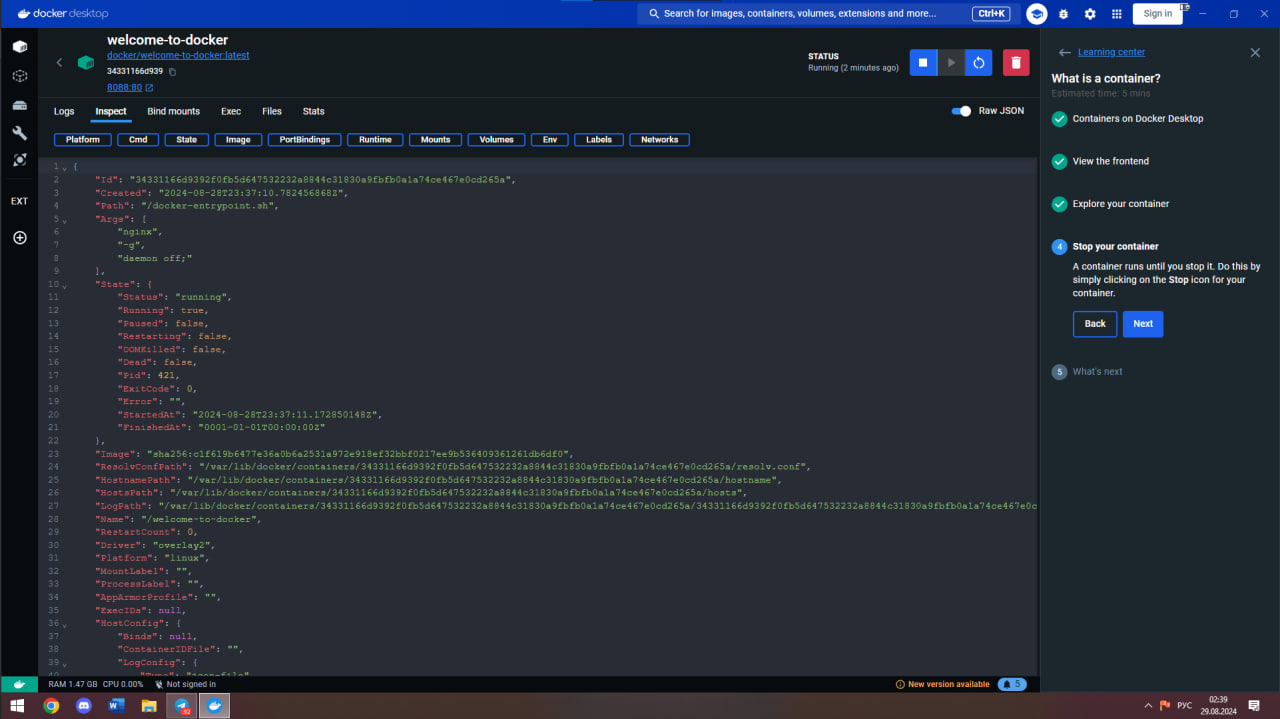 docker desktop
Search for images, containers, volumes, extensions and more...
Ctrl+K
Sign in
welcome-to-docker
docker/welcome-to-docker:latest
34331166d939
8088:80
STATUS
Running (2 minutes ago)
Logs
Inspect
Bind mounts
Exec
Files
Stats
Raw JSON
Platform
Cmd
State
Image
PortBindings
Runtime
Mounts
Volumes
Env
Labels
Networks
1 {
2 "Id": "34331166d9392f0fb5d647532232a8844c31830a9fbfb0a1a74ce467e0cd265a",
3 "Created": "2024-08-28T23:37:10.782456868Z",
4 "Path": "/docker-entrypoint.sh",
5 "Args": [
6 "nginx",
7 "-g",
8 "daemon off;"
9 ],
10 "State": {
11 "Status": "running",
12 "Running": true,
13 "Paused": false,
14 "Restarting": false,
15 "OOMKilled": false,
16 "Dead": false,
17 "Pid": 421,
18 "ExitCode": 0,
19 "Error": "",
20 "StartedAt": "2024-08-28T23:37:11.172850148Z",
21 "FinishedAt": "0001-01-01T00:00:00Z"
22 },
23 "Image": "sha256:c1f619b6477e36a0b6a2531a972e918ef32bbf0217ee9b536409361261db6df0",
24 "ResolvConfPath": "/var/lib/docker/containers/34331166d9392f0fb5d647532232a8844c31830a9fbfb0a1a74ce467e0cd265a/resolv.conf",
25 "HostnamePath": "/var/lib/docker/containers/34331166d9392f0fb5d647532232a8844c31830a9fbfb0a1a74ce467e0cd265a/hostname",
26 "HostsPath": "/var/lib/docker/containers/34331166d9392f0fb5d647532232a8844c31830a9fbfb0a1a74ce467e0cd265a/hosts",
27 "LogPath": "/var/lib/docker/containers/34331166d9392f0fb5d647532232a8844c31830a9fbfb0a1a74ce467e0cd265a/34331166d9392f0fb5d647532232a8844c31830a9fbfb0a1a74ce467e0c
28 "Name": "/welcome-to-docker",
29 "RestartCount": 0,
30 "Driver": "overlay2",
31 "Platform": "linux",
32 "MountLabel": "",
33 "ProcessLabel": "",
34 "AppArmorProfile": "",
35 "ExecIDs": null,
36 "HostConfig": {
37 "Binds": null,
38 "ContainerIDFile": "",
39 "LogConfig": {
40 "Type": "json-file"
Learning center
What is a container?
Estimated time: 5 mins
Containers on Docker Desktop
View the frontend
Explore your container
4 Stop your container
A container runs until you stop it. Do this by
simply clicking on the Stop icon for your
container.
Back
Next
5 What's next
EXT
RAM 1.47 GB CPU 0.00%
Not signed in
New version available
5
РУС
02:39
29.08.2024